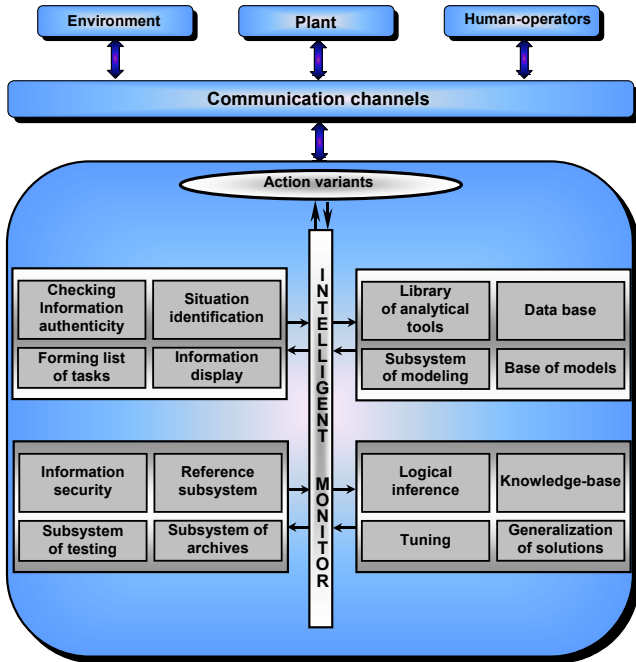 Environment
Plant
Human-operators
Communication channels
Action variants
INTELLIGENT MONITOR
Checking
Information
authenticity
Situation
identification
Forming list
of tasks
Information
display
Library
of analytical
tools
Data base
Subsystem
of modeling
Base of models
Information
security
Reference
subsystem
Subsystem
of testing
Subsystem of
archives
Logical
inference
Knowledge-base
Tuning
Generalization
of solutions